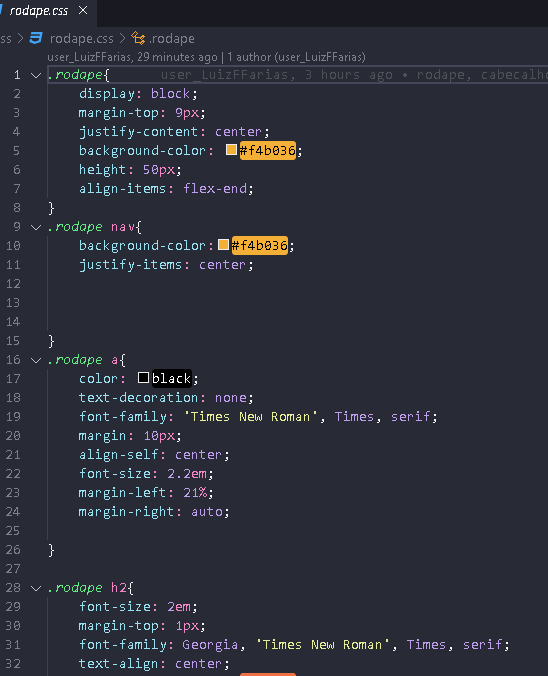 rodape.css
ss > rodape.css > .rodape
user_LuizFFarias, 29 minutes ago | 1 author (user_LuizFFarias)
1 .rodape{ user_LuizFFarias, 3 hours ago • rodape, cabecalho
2 display: block;
3 margin-top: 9px;
4 justify-content: center;
5 background-color: #f4b036;
6 height: 50px;
7 align-items: flex-end;
8 }
9 .rodape nav{
10 background-color: #f4b036;
11 justify-items: center;
12
13
14
15 }
16 .rodape a{
17 color: black;
18 text-decoration: none;
19 font-family: 'Times New Roman', Times, serif;
20 margin: 10px;
21 align-self: center;
22 font-size: 2.2em;
23 margin-left: 21%;
24 margin-right: auto;
25
26 }
27
28 .rodape h2{
29 font-size: 2em;
30 margin-top: 1px;
31 font-family: Georgia, 'Times New Roman', Times, serif;
32 text-align: center;